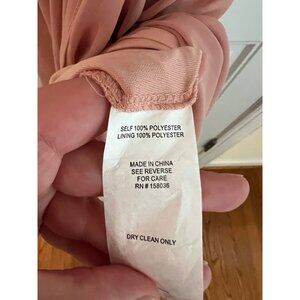 SELF 100% POLYESTER
LINING 100% POLYESTER
MADE IN CHINA
SEE REVERSE
FOR CARE
RN # 158036
DRY CLEAN ONLY